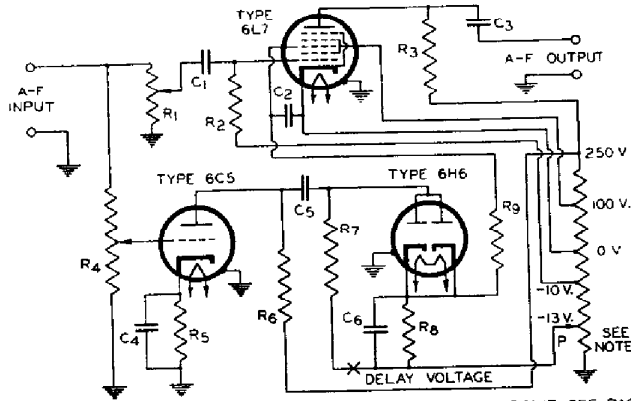 TYPE
6L7
C3
R3
A-F OUTPUT
A-F
INPUT
C1
R1
C2
R2
250 V.
TYPE 6C5
TYPE 6H6
C5
R9
100 V.
R7
0 V
R4
-10 V.
R6
C6
-13 V.
C4
R5
R8
P
SEE
NOTE
DELAY VOLTAGE